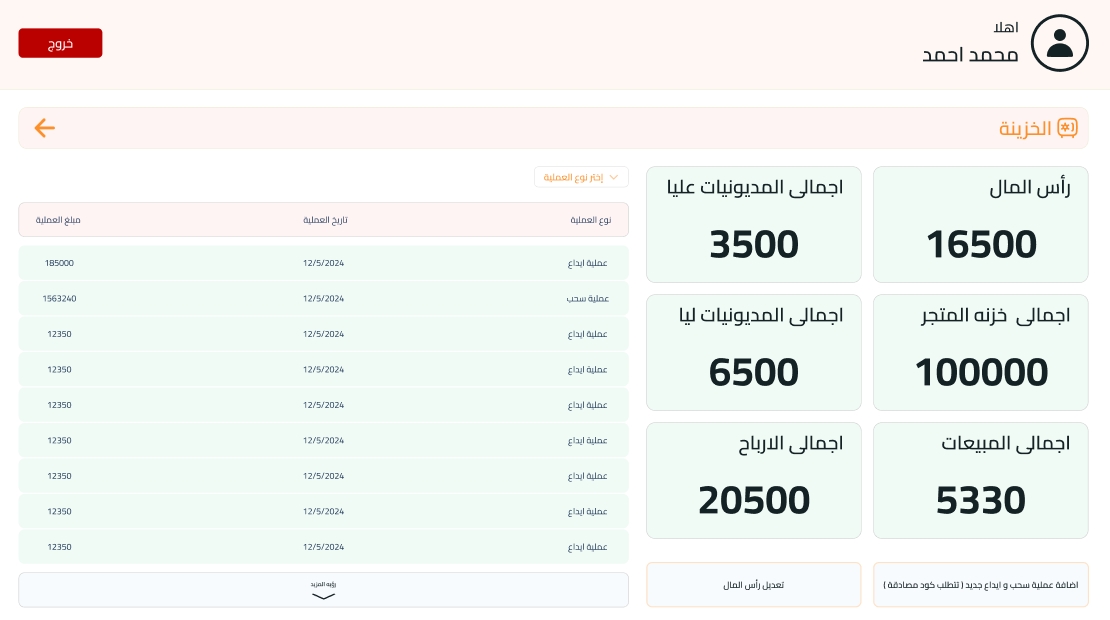 اهلا
محمد احمد
خروج
الخزينة
رأس المال
16500
اجمالى المديونيات عليا
3500
اجمالى خزنه المتجر
100000
اجمالى المديونيات ليا
6500
اجمالى المبيعات
5330
اجمالى الارباح
20500
اضافة عملية سحب و ايداع جديد ( تتطلب كود مصادقة )
تعديل رأس المال
إختر نوع العملية
نوع العملية تاريخ العملية مبلغ العملية
عملية ايداع 12/5/2024 185000
عملية سحب 12/5/2024 1563240
عملية ايداع 12/5/2024 12350
عملية ايداع 12/5/2024 12350
عملية ايداع 12/5/2024 12350
عملية ايداع 12/5/2024 12350
عملية ايداع 12/5/2024 12350
عملية ايداع 12/5/2024 12350
عملية ايداع 12/5/2024 12350
رؤيه المزيد